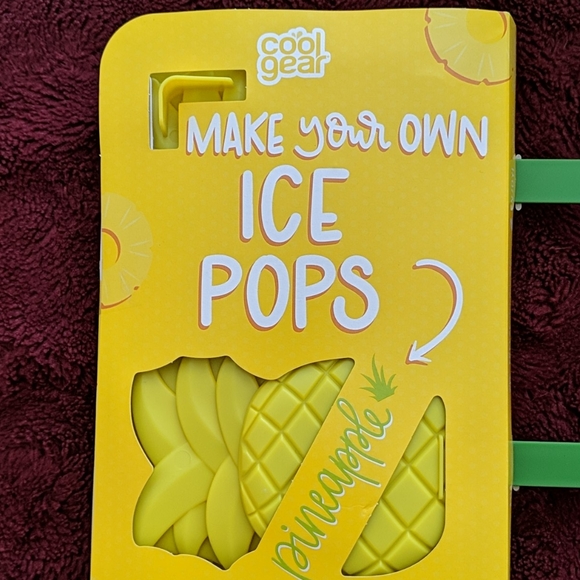 cool
gear
MAKE your OWN
ICE
POPS
pineapple